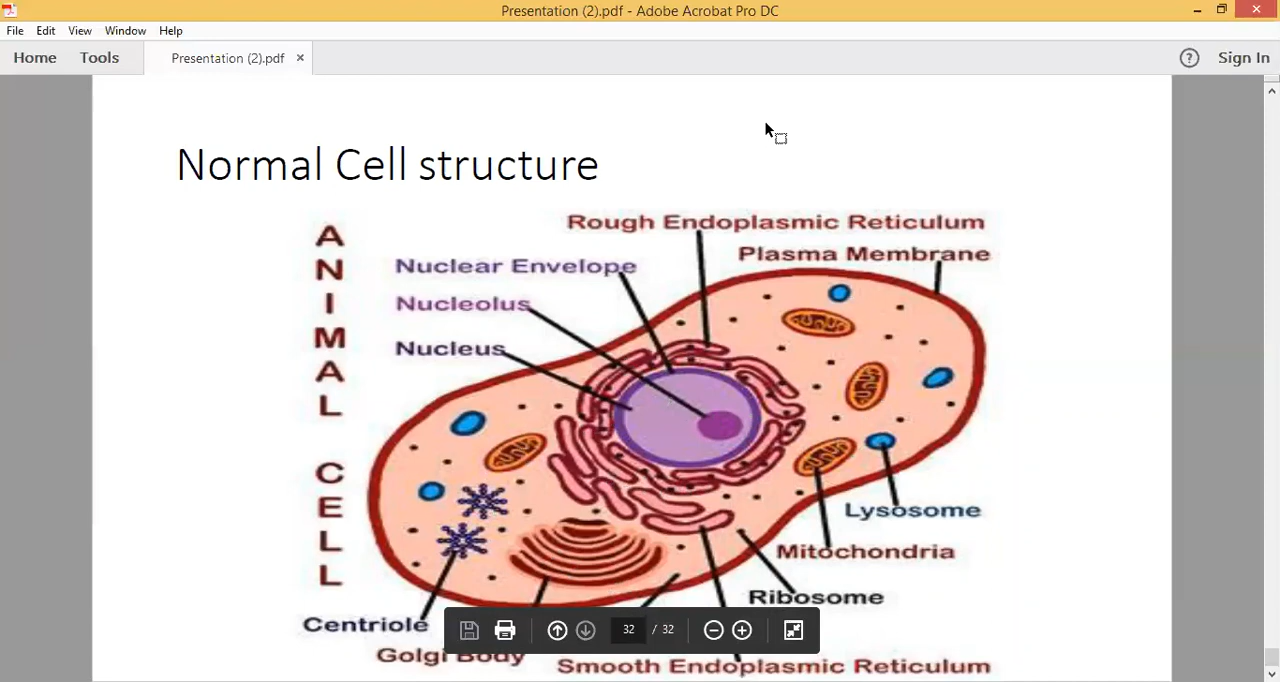 Presentation (2).pdf - Adobe Acrobat Pro DC
File Edit View Window Help
Home Tools Presentation (2).pdf × ? Sign In
Normal Cell structure
ANIMAL CELL
Rough Endoplasmic Reticulum
Plasma Membrane
Nuclear Envelope
Nucleolus
Nucleus
Lysosome
Mitochondria
Ribosome
Centriole
32 / 32
Golgi Body
Smooth Endoplasmic Reticulum